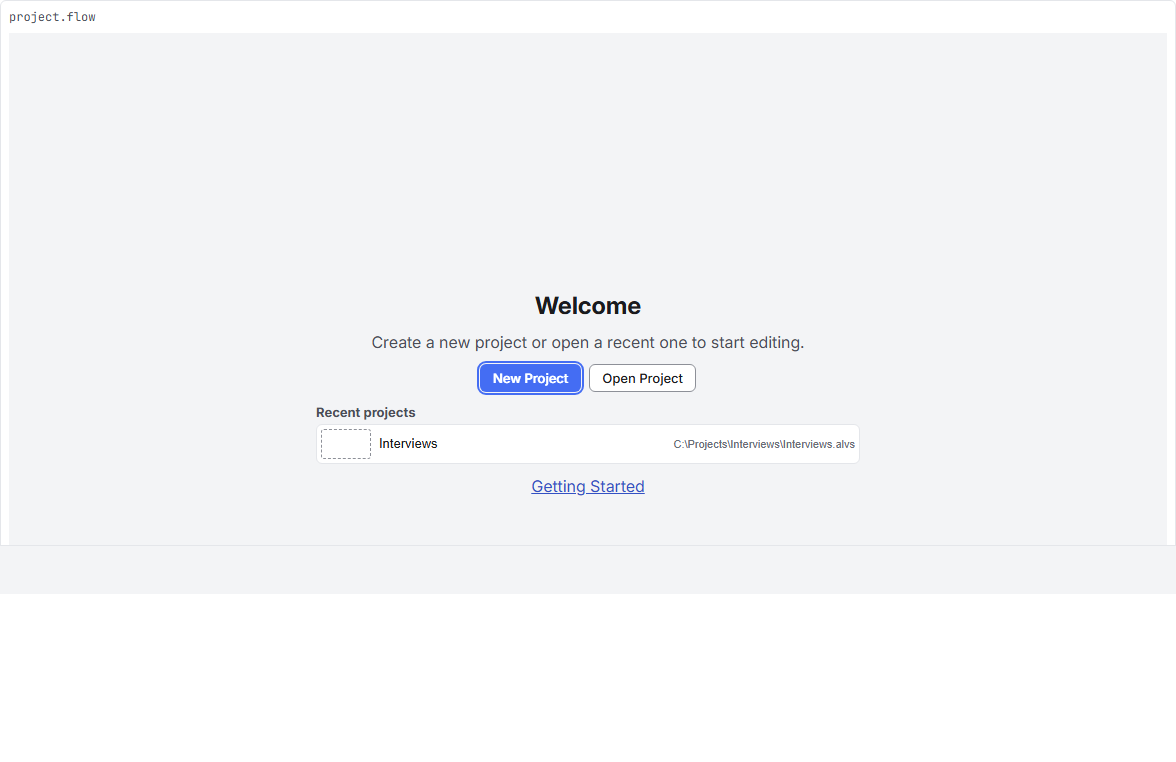 project.flow
Welcome
Create a new project or open a recent one to start editing.
New Project Open Project
Recent projects
Interviews C:\Projects\Interviews\Interviews.alvs
Getting Started